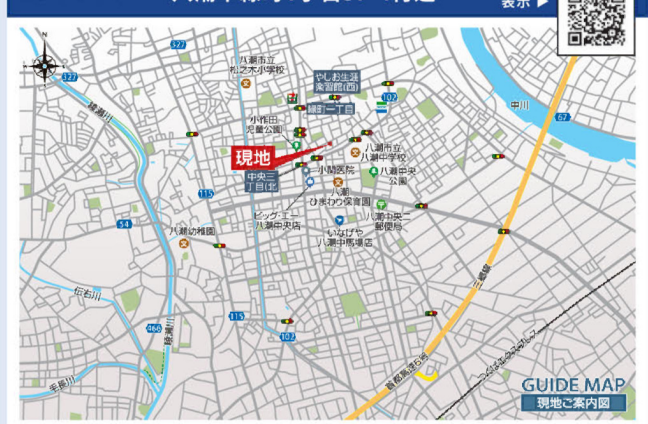 表示 ▶
N
327
327
八潮市立
松之木小学校
綾瀬川
やしお生涯
楽習館(西)
102
緑町一丁目
中川
67
小作田
児童公園
現地
八潮市立
八潮中学校
中央三
丁目(北
小関医院
八潮中央
公園
八潮
ひまわり保育園
115
54
ビッグ・エー
八潮中央店
八潮中央二
郵便局
いなげや
八潮中馬場店
八潮幼稚園
三郷線
伝右川
115
466
綾瀬川
102
毛長川
首都高速6号
つくばエクスプレス
GUIDE MAP
現地ご案内図